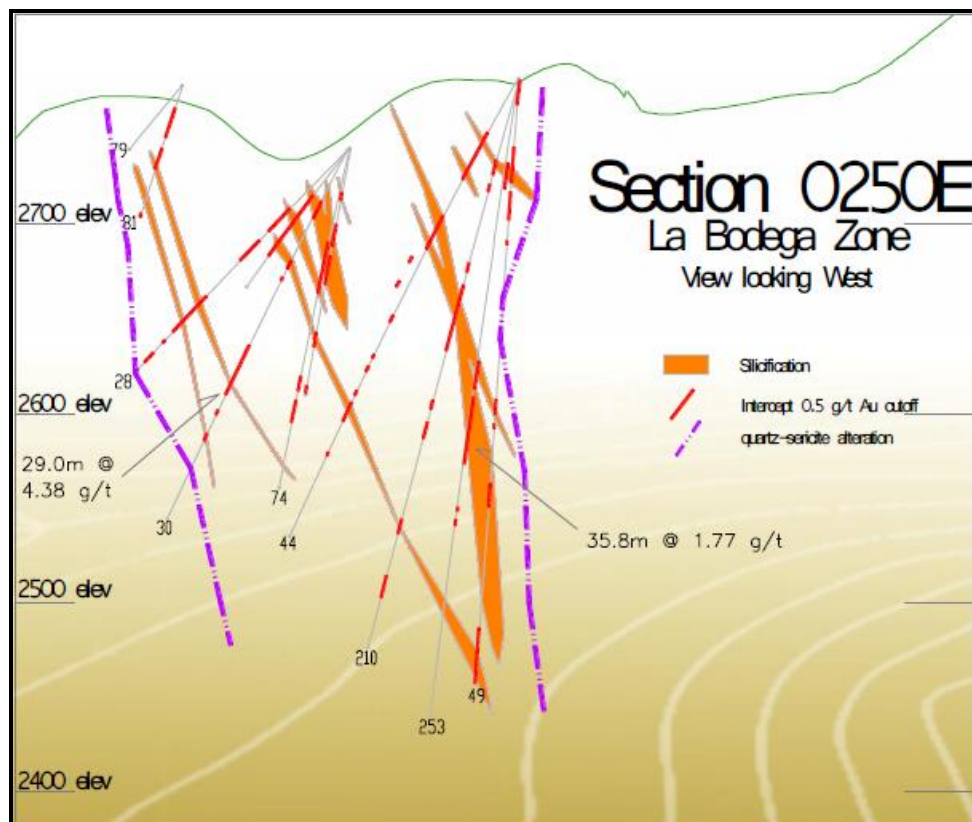 Section 0250E
La Bodega Zone
View looking West
79
81
2700 elev
Silicification
Intercept 0.5 g/t Au cutoff
quartz-sericite alteration
28
2600 elev
29.0m @
4.38 g/t
74
30
44
35.8m @ 1.77 g/t
2500 elev
210
49
253
2400 elev